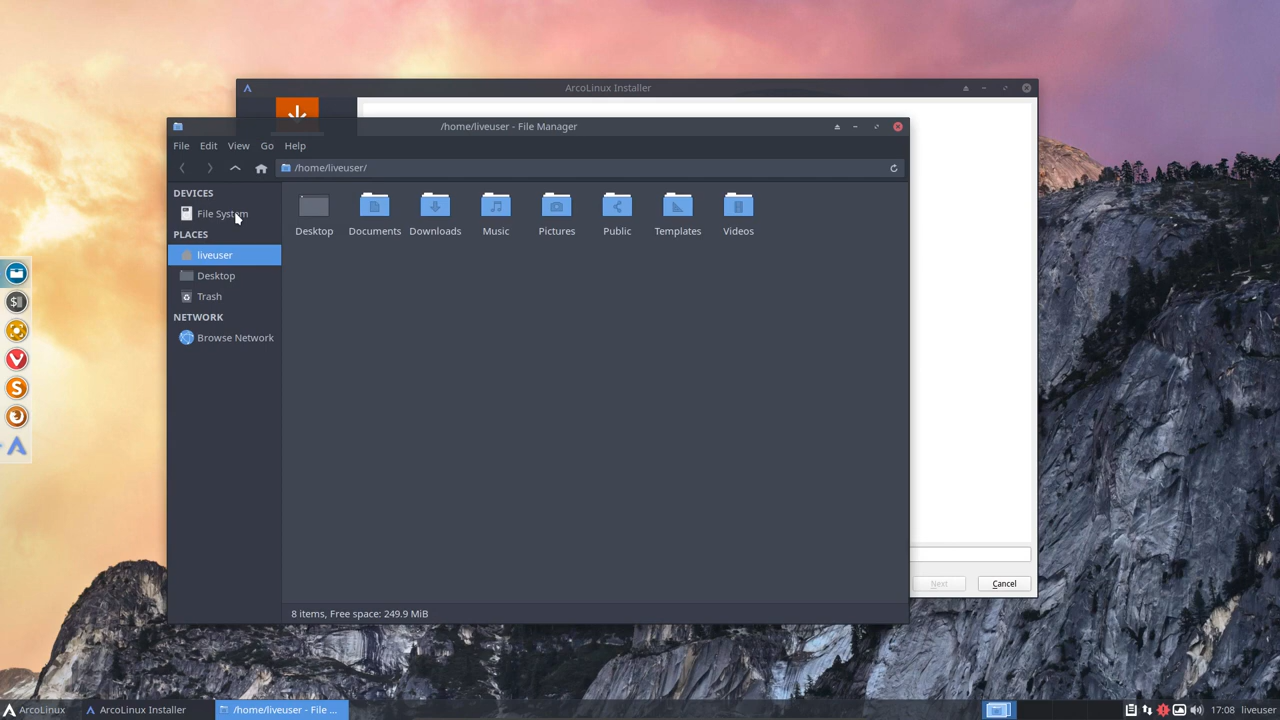 ArcoLinux Installer
/home/liveuser - File Manager
File Edit View Go Help
/home/liveuser/
DEVICES
File System
PLACES
liveuser
Desktop
Trash
NETWORK
Browse Network
Desktop Documents Downloads Music Pictures Public Templates Videos
8 items, Free space: 249.9 MiB
Next Cancel
ArcoLinux ArcoLinux Installer /home/liveuser - File ... 17:08 liveuser